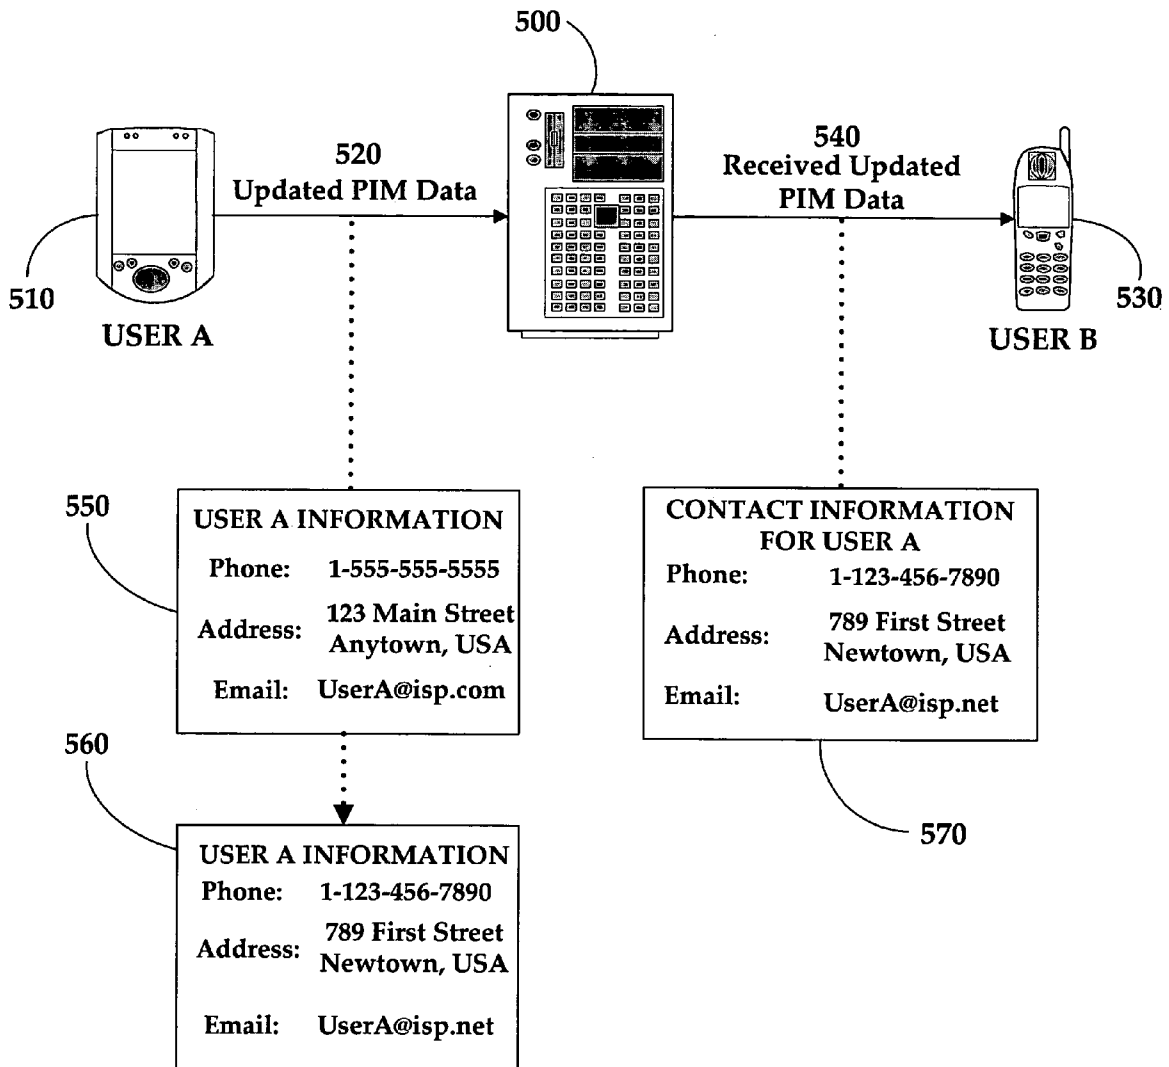 500
520
Updated PIM Data
540
Received Updated
PIM Data
510
USER A
530
USER B
550
USER A INFORMATION
Phone: 1-555-555-5555
Address: 123 Main Street
Anytown, USA
Email: UserA@isp.com
CONTACT INFORMATION
FOR USER A
Phone: 1-123-456-7890
Address: 789 First Street
Newtown, USA
Email: UserA@isp.net
560
570
USER A INFORMATION
Phone: 1-123-456-7890
Address: 789 First Street
Newtown, USA
Email: UserA@isp.net